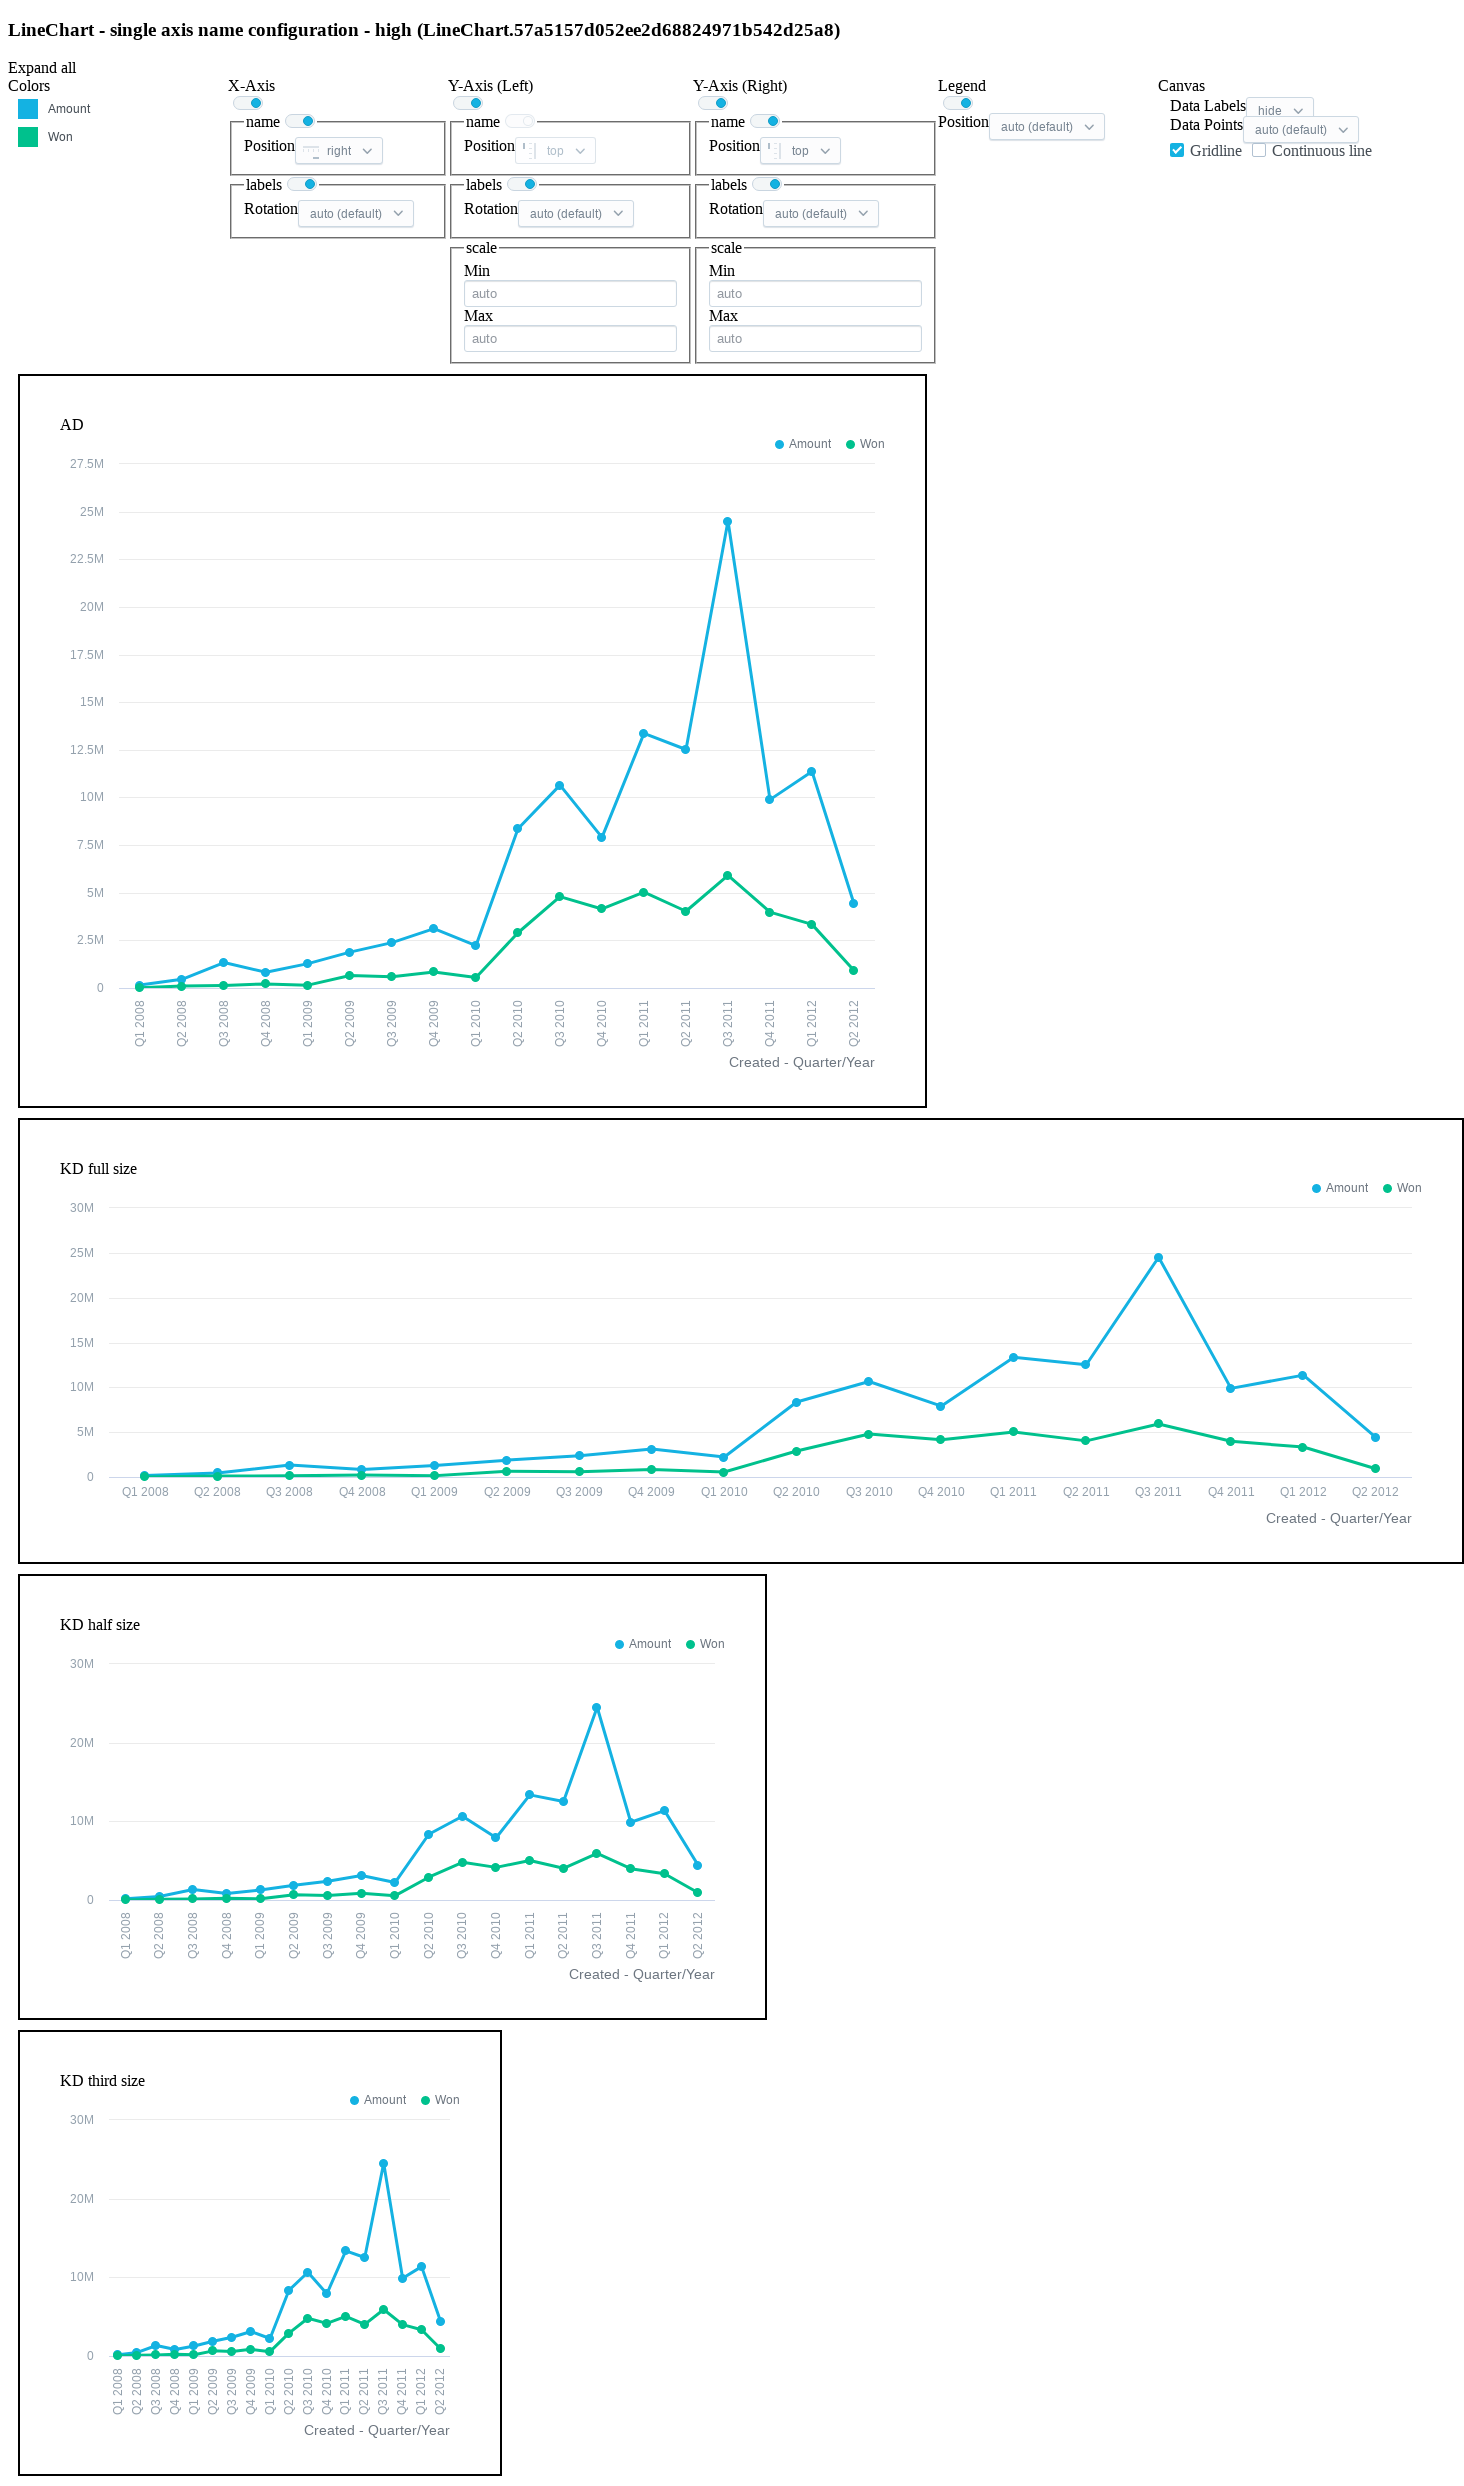 LineChart - single axis name configuration - high (LineChart.57a5157d052ee2d68824971b542d25a8)
Expand all
Colors
Amount
Won
X-Axis
name
Position right
labels
Rotation auto (default)
Y-Axis (Left)
name
Position top
labels
Rotation auto (default)
scale
Min
auto
Max
auto
Y-Axis (Right)
name
Position top
labels
Rotation auto (default)
scale
Min
auto
Max
auto
Legend
Position auto (default)
Canvas
Data Labels hide
Data Points auto (default)
Gridline Continuous line
AD
Amount Won
27.5M
25M
22.5M
20M
17.5M
15M
12.5M
10M
7.5M
5M
2.5M
0
Q1 2008 Q2 2008 Q3 2008 Q4 2008 Q1 2009 Q2 2009 Q3 2009 Q4 2009 Q1 2010 Q2 2010 Q3 2010 Q4 2010 Q1 2011 Q2 2011 Q3 2011 Q4 2011 Q1 2012 Q2 2012
Created - Quarter/Year
KD full size
Amount Won
30M
25M
20M
15M
10M
5M
0
Q1 2008 Q2 2008 Q3 2008 Q4 2008 Q1 2009 Q2 2009 Q3 2009 Q4 2009 Q1 2010 Q2 2010 Q3 2010 Q4 2010 Q1 2011 Q2 2011 Q3 2011 Q4 2011 Q1 2012 Q2 2012
Created - Quarter/Year
KD half size
Amount Won
30M
20M
10M
0
Q1 2008 Q2 2008 Q3 2008 Q4 2008 Q1 2009 Q2 2009 Q3 2009 Q4 2009 Q1 2010 Q2 2010 Q3 2010 Q4 2010 Q1 2011 Q2 2011 Q3 2011 Q4 2011 Q1 2012 Q2 2012
Created - Quarter/Year
KD third size
Amount Won
30M
20M
10M
0
Q1 2008 Q2 2008 Q3 2008 Q4 2008 Q1 2009 Q2 2009 Q3 2009 Q4 2009 Q1 2010 Q2 2010 Q3 2010 Q4 2010 Q1 2011 Q2 2011 Q3 2011 Q4 2011 Q1 2012 Q2 2012
Created - Quarter/Year